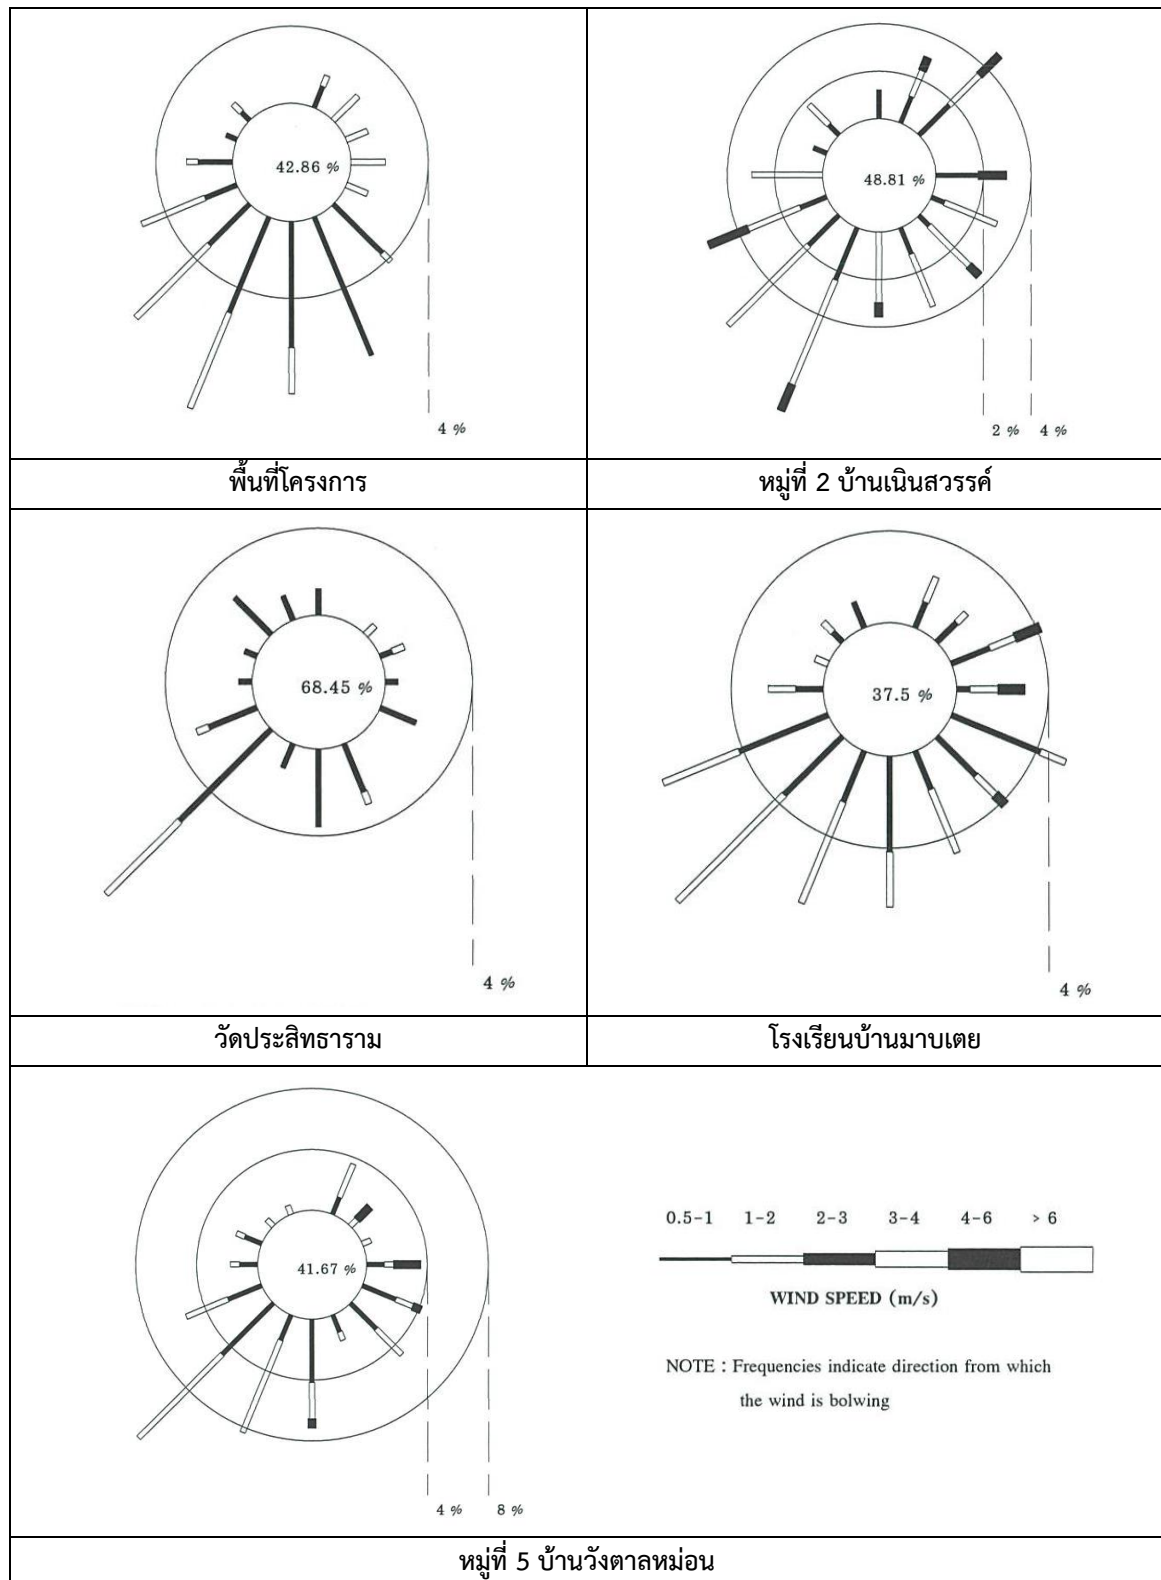 42.86 %
4 %
48.81 %
2 % 4 %
พื้นที่โครงการ
หมู่ที่ 2 บ้านเนินสวรรค์
68.45 %
4 %
37.5 %
4 %
วัดประสิทธาราม
โรงเรียนบ้านมาบเตย
41.67 %
4 % 8 %
0.5-1 1-2 2-3 3-4 4-6 > 6
WIND SPEED (m/s)
NOTE : Frequencies indicate direction from which
the wind is bolwing
หมู่ที่ 5 บ้านวังตาลหม่อน